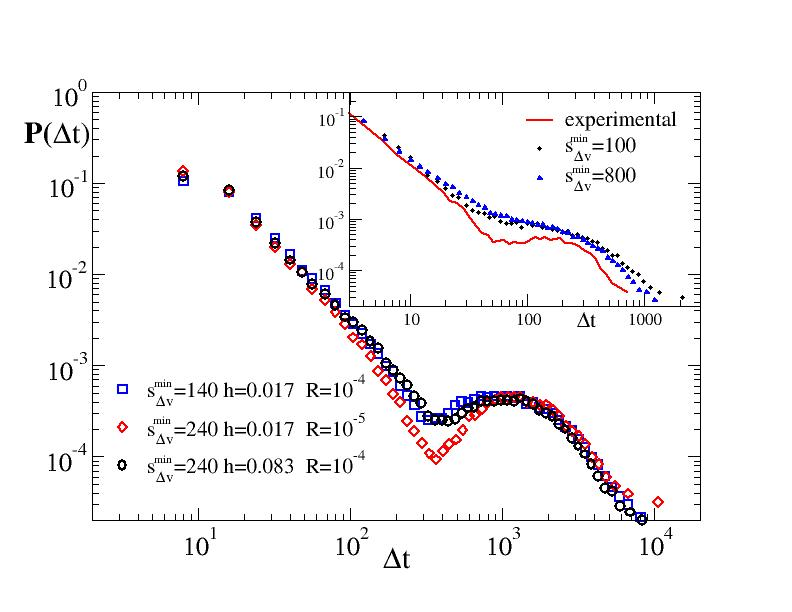 10^0
P(Δt)
10^-1
10^-2
10^-3
10^-4
10^1
10^2
10^3
10^4
Δt
s^min_Δv=140 h=0.017 R=10^-4
s^min_Δv=240 h=0.017 R=10^-5
s^min_Δv=240 h=0.083 R=10^-4
10^-1
10^-2
10^-3
10^-4
10
100
Δt
1000
experimental
s^min_Δv=100
s^min_Δv=800